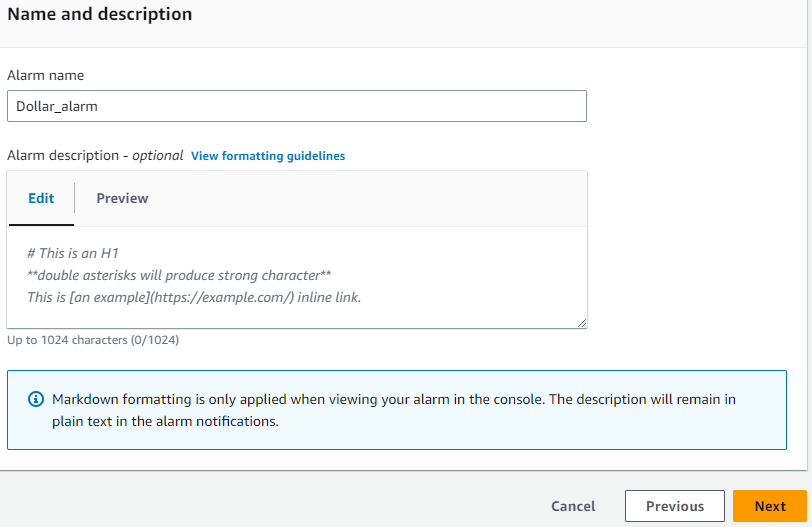 Name and description
Alarm name
Dollar_alarm
Alarm description - optional View formatting guidelines
Edit Preview
# This is an H1
**double asterisks will produce strong character**
This is [an example](https://example.com/) inline link.
Up to 1024 characters (0/1024)
Markdown formatting is only applied when viewing your alarm in the console. The description will remain in
plain text in the alarm notifications.
Cancel Previous Next